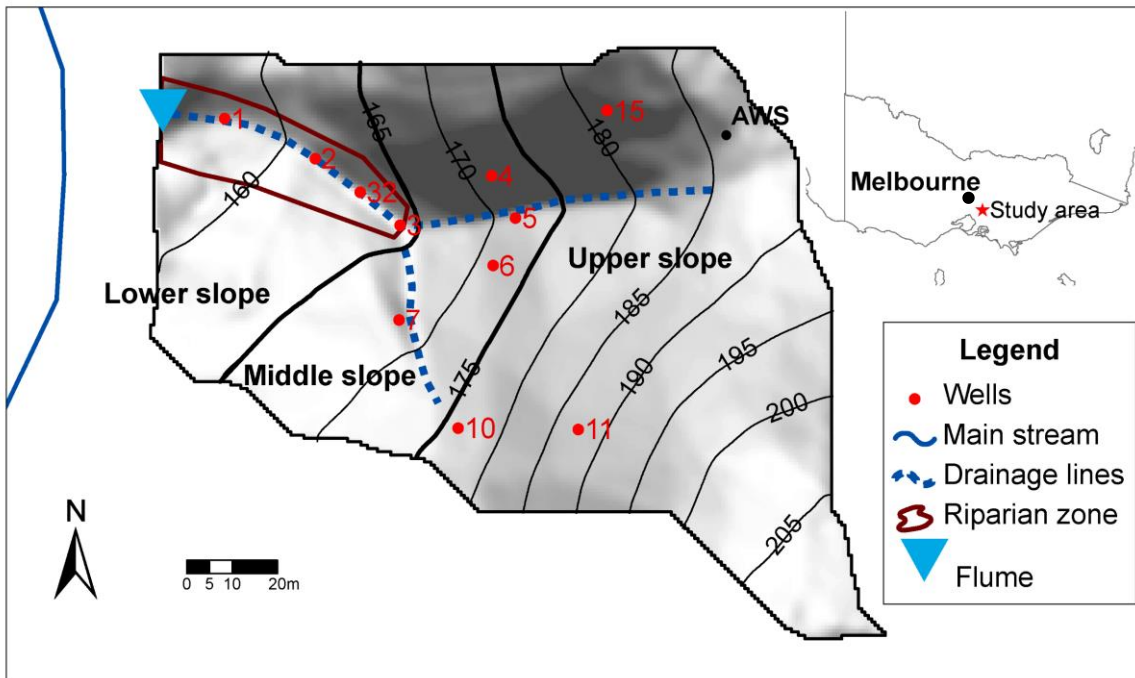 15
AWS
1
165
180
2
170
4
Melbourne
Study area
32
160
5
3
6
Upper slope
Lower slope
185
7
Legend
Middle slope
175
190
195
Wells
200
10
11
Main stream
Drainage lines
N
Riparian zone
205
0 5 10 20m
Flume